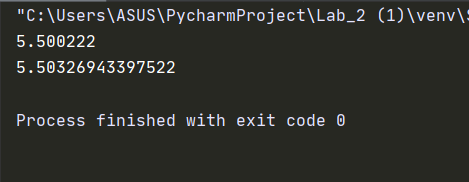 "C:\Users\ASUS\PycharmProject\Lab_2 (1)\venv\
5.500222
5.50326943397522
Process finished with exit code 0